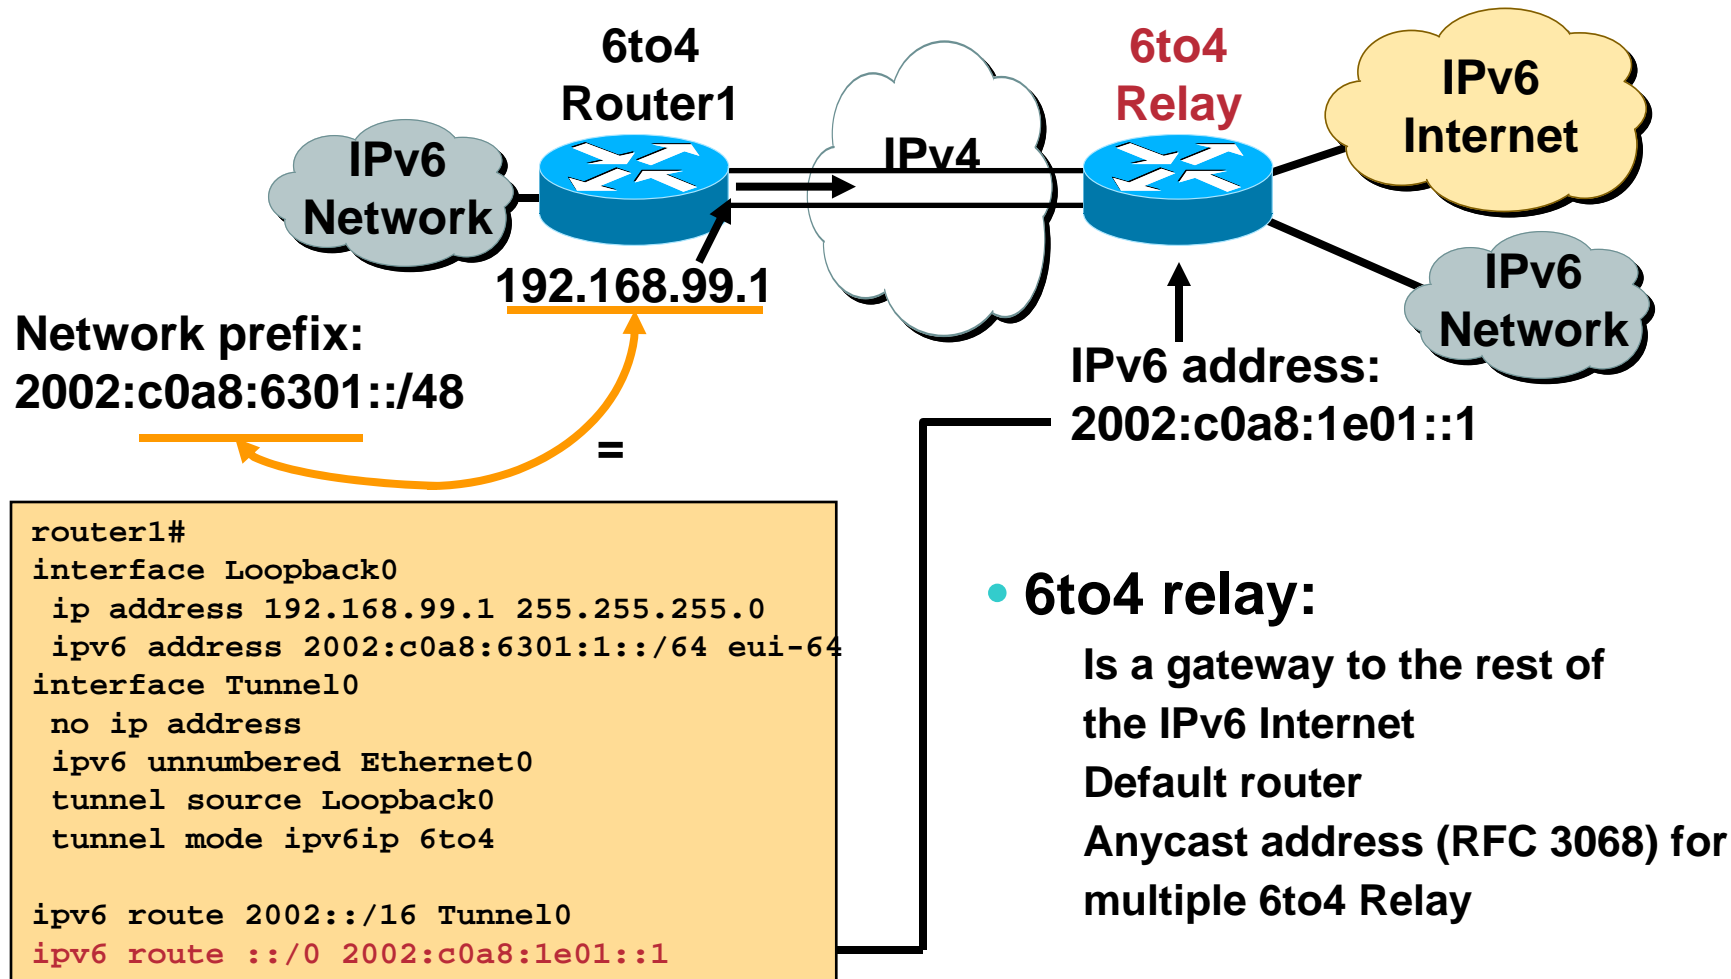 6to4
Router1
6to4
Relay
IPv6
Internet
IPv6
Network
IPv4
192.168.99.1
IPv6
Network
Network prefix:
2002:c0a8:6301::/48
IPv6 address:
2002:c0a8:1e01::1
=
router1#
interface Loopback0
ip address 192.168.99.1 255.255.255.0
ipv6 address 2002:c0a8:6301:1::/64 eui-64
interface Tunnel0
no ip address
ipv6 unnumbered Ethernet0
tunnel source Loopback0
tunnel mode ipv6ip 6to4
ipv6 route 2002::/16 Tunnel0
ipv6 route ::/0 2002:c0a8:1e01::1
• 6to4 relay:
Is a gateway to the rest of
the IPv6 Internet
Default router
Anycast address (RFC 3068) for
multiple 6to4 Relay